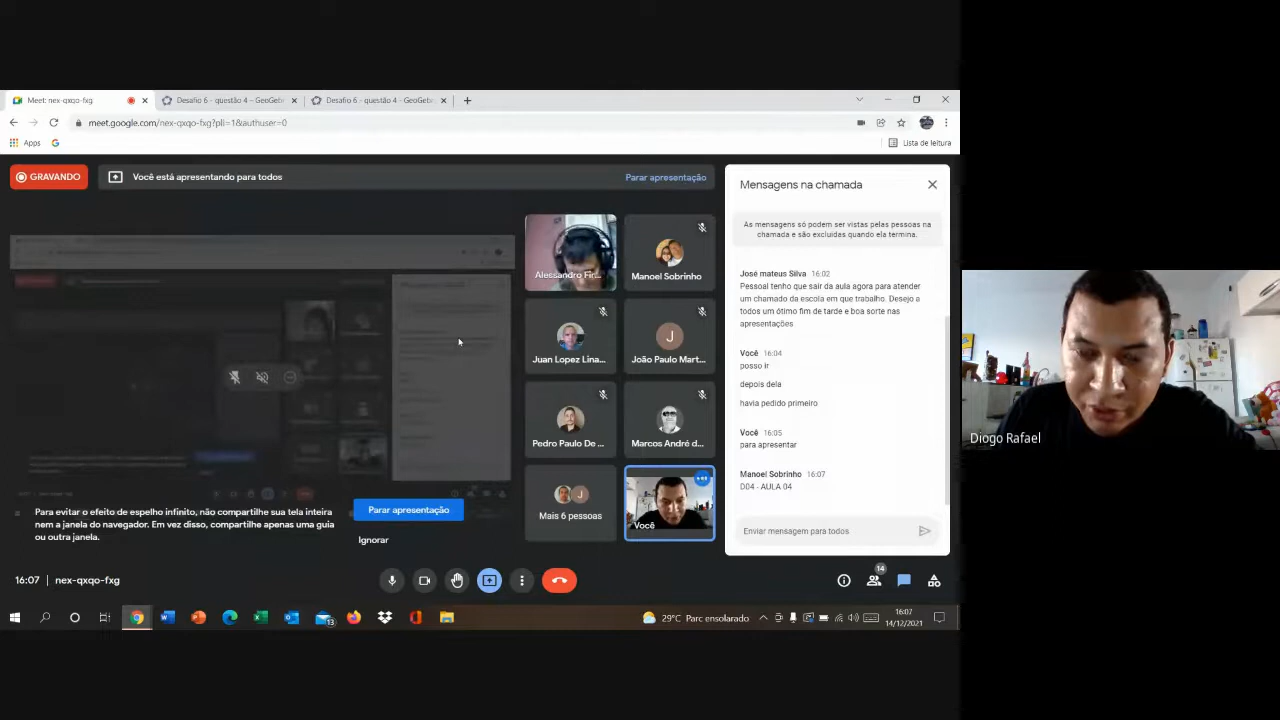 Meet: nex-qxqo-fxg
Desafio 6 - questão 4 – GeoGebr
Desafio 6 - questão 4 – GeoGeb
meet.google.com/nex-qxqo-fxg?pli=1&authuser=0
Apps
Lista de leitura
GRAVANDO
Você está apresentando para todos
Parar apresentação
Mensagens na chamada
As mensagens só podem ser vistas pelas pessoas na
chamada e são excluídas quando ela termina.
José mateus Silva 16:02
Pessoal tenho que sair da aula agora para atender
um chamado da escola em que trabalho. Desejo a
todos um ótimo fim de tarde e boa sorte nas
apresentações
Você 16:04
posso ir
depois dela
havia pedido primeiro
Você 16:05
para apresentar
Manoel Sobrinho 16:07
D04 - AULA 04
Enviar mensagem para todos
Alessandro Fir...
Manoel Sobrinho
Juan Lopez Lina...
J
João Paulo Mart...
Pedro Paulo De ...
Marcos André d...
J
Mais 6 pessoas
Você
Para evitar o efeito de espelho infinito, não compartilhe sua tela inteira
nem a janela do navegador. Em vez disso, compartilhe apenas uma guia
ou outra janela.
Parar apresentação
Ignorar
16:07 | nex-qxqo-fxg
14
13
29°C Parc ensolarado
16:07
14/12/2021
Diogo Rafael